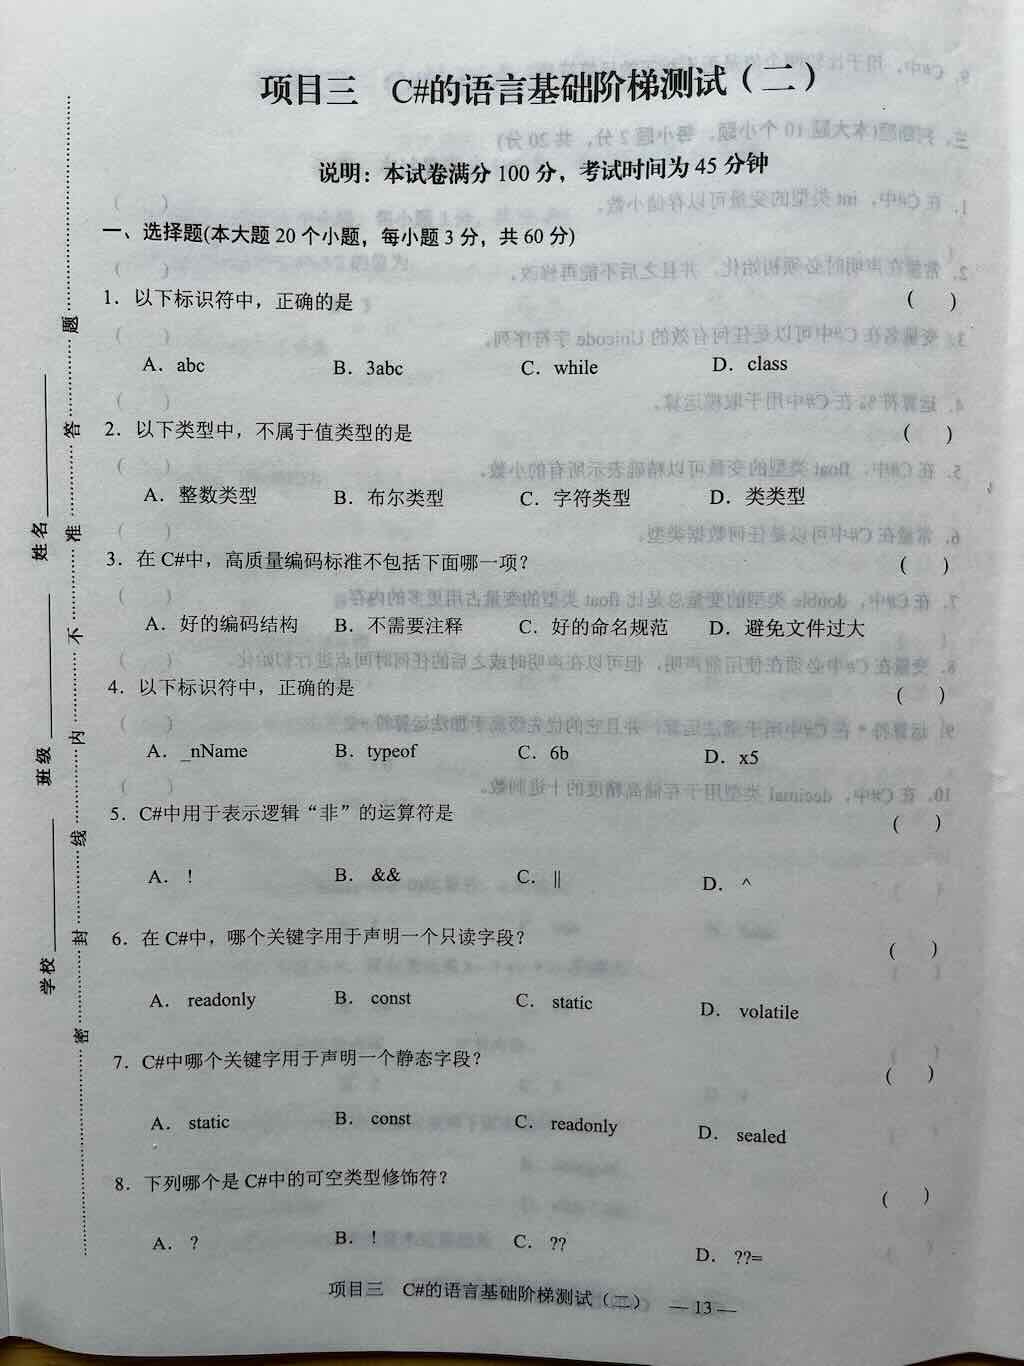 项目三 C#的语言基础阶梯测试（二）
说明：本试卷满分 100 分，考试时间为 45 分钟
一、选择题(本大题 20 个小题，每小题 3 分，共 60 分)
1．以下标识符中，正确的是 ( )
A．abc B．3abc C．while D．class
2．以下类型中，不属于值类型的是 ( )
A．整数类型 B．布尔类型 C．字符类型 D．类类型
3．在 C#中，高质量编码标准不包括下面哪一项？ ( )
A．好的编码结构 B．不需要注释 C．好的命名规范 D．避免文件过大
4．以下标识符中，正确的是 ( )
A．_nName B．typeof C．6b D．x5
5．C#中用于表示逻辑“非”的运算符是 ( )
A． ! B． && C． || D． ^
6．在 C#中，哪个关键字用于声明一个只读字段？ ( )
A． readonly B． const C． static D． volatile
7．C#中哪个关键字用于声明一个静态字段？ ( )
A． static B． const C． readonly D． sealed
8．下列哪个是 C#中的可空类型修饰符？ ( )
A． ? B． ! C． ?? D． ??=
项目三 C#的语言基础阶梯测试（二） — 13 —
学校 班级 姓名
密 封 线 内 不 准 答 题